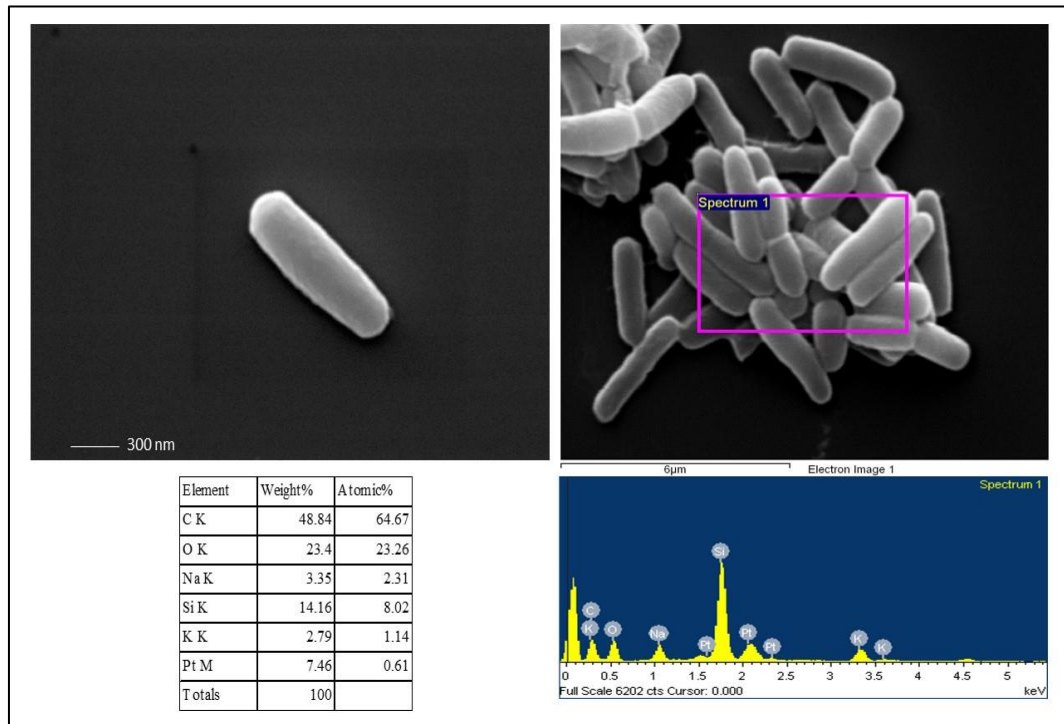 Spectrum 1
300 nm
6μm Electron Image 1
Element Weight% Atomic%
C K 48.84 64.67
O K 23.4 23.26
Na K 3.35 2.31
Si K 14.16 8.02
K K 2.79 1.14
Pt M 7.46 0.61
Totals 100
Spectrum 1
Si
C
K O Na Pt Pt Pt K K
0 0.5 1 1.5 2 2.5 3 3.5 4 4.5 5
Full Scale 6202 cts Cursor: 0.000 keV